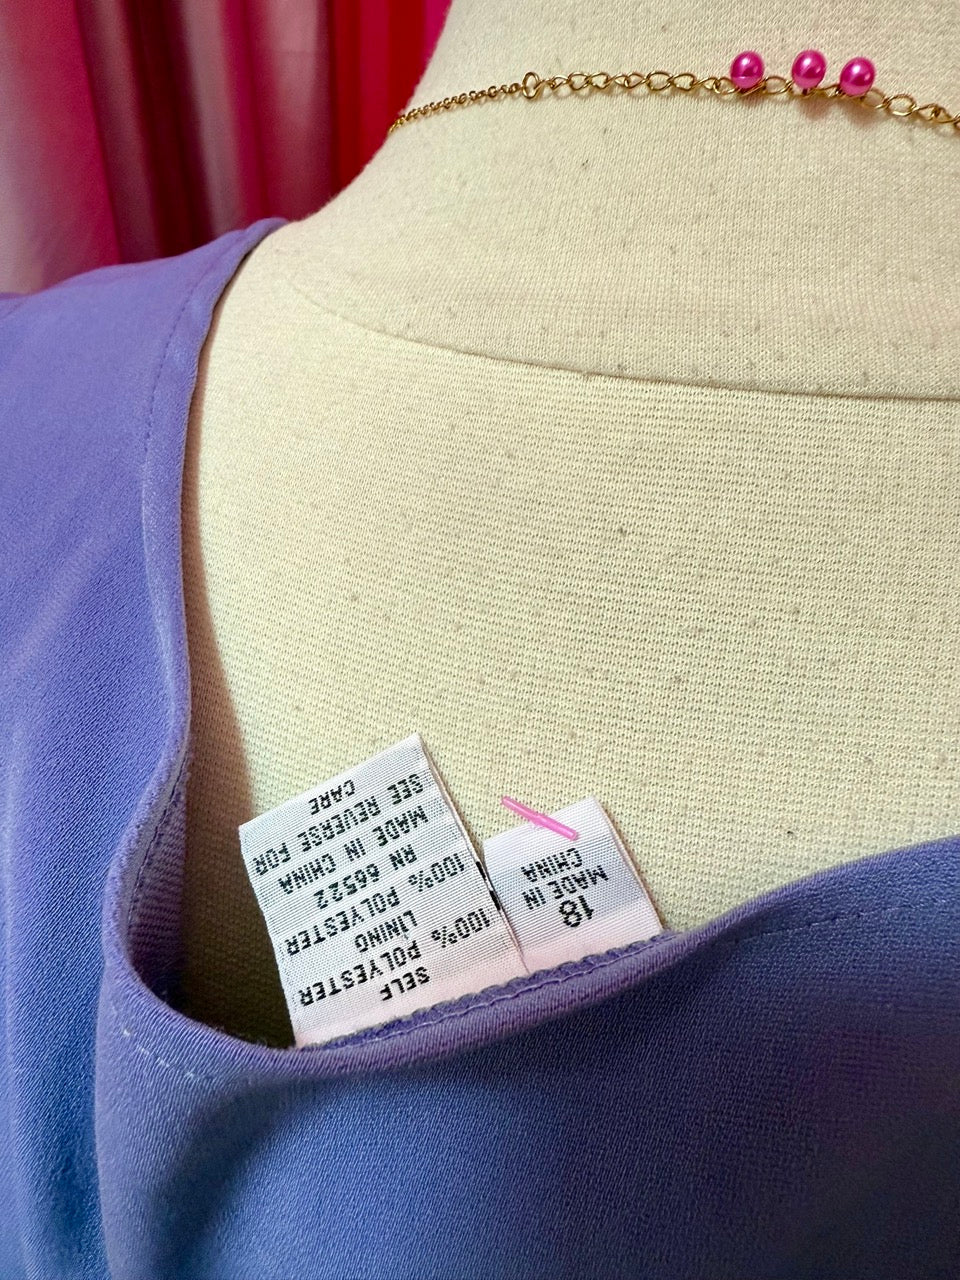 SELF
POLYESTER
100%
LINING
POLYESTER
100%
RN 66522
MADE IN CHINA
SEE REVERSE FOR
CARE
18
MADE IN
CHINA